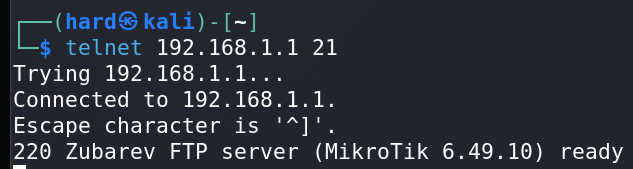 ┌──(hard㉿kali)-[~]
└─$ telnet 192.168.1.1 21
Trying 192.168.1.1...
Connected to 192.168.1.1.
Escape character is '^]'.
220 Zubarev FTP server (MikroTik 6.49.10) ready